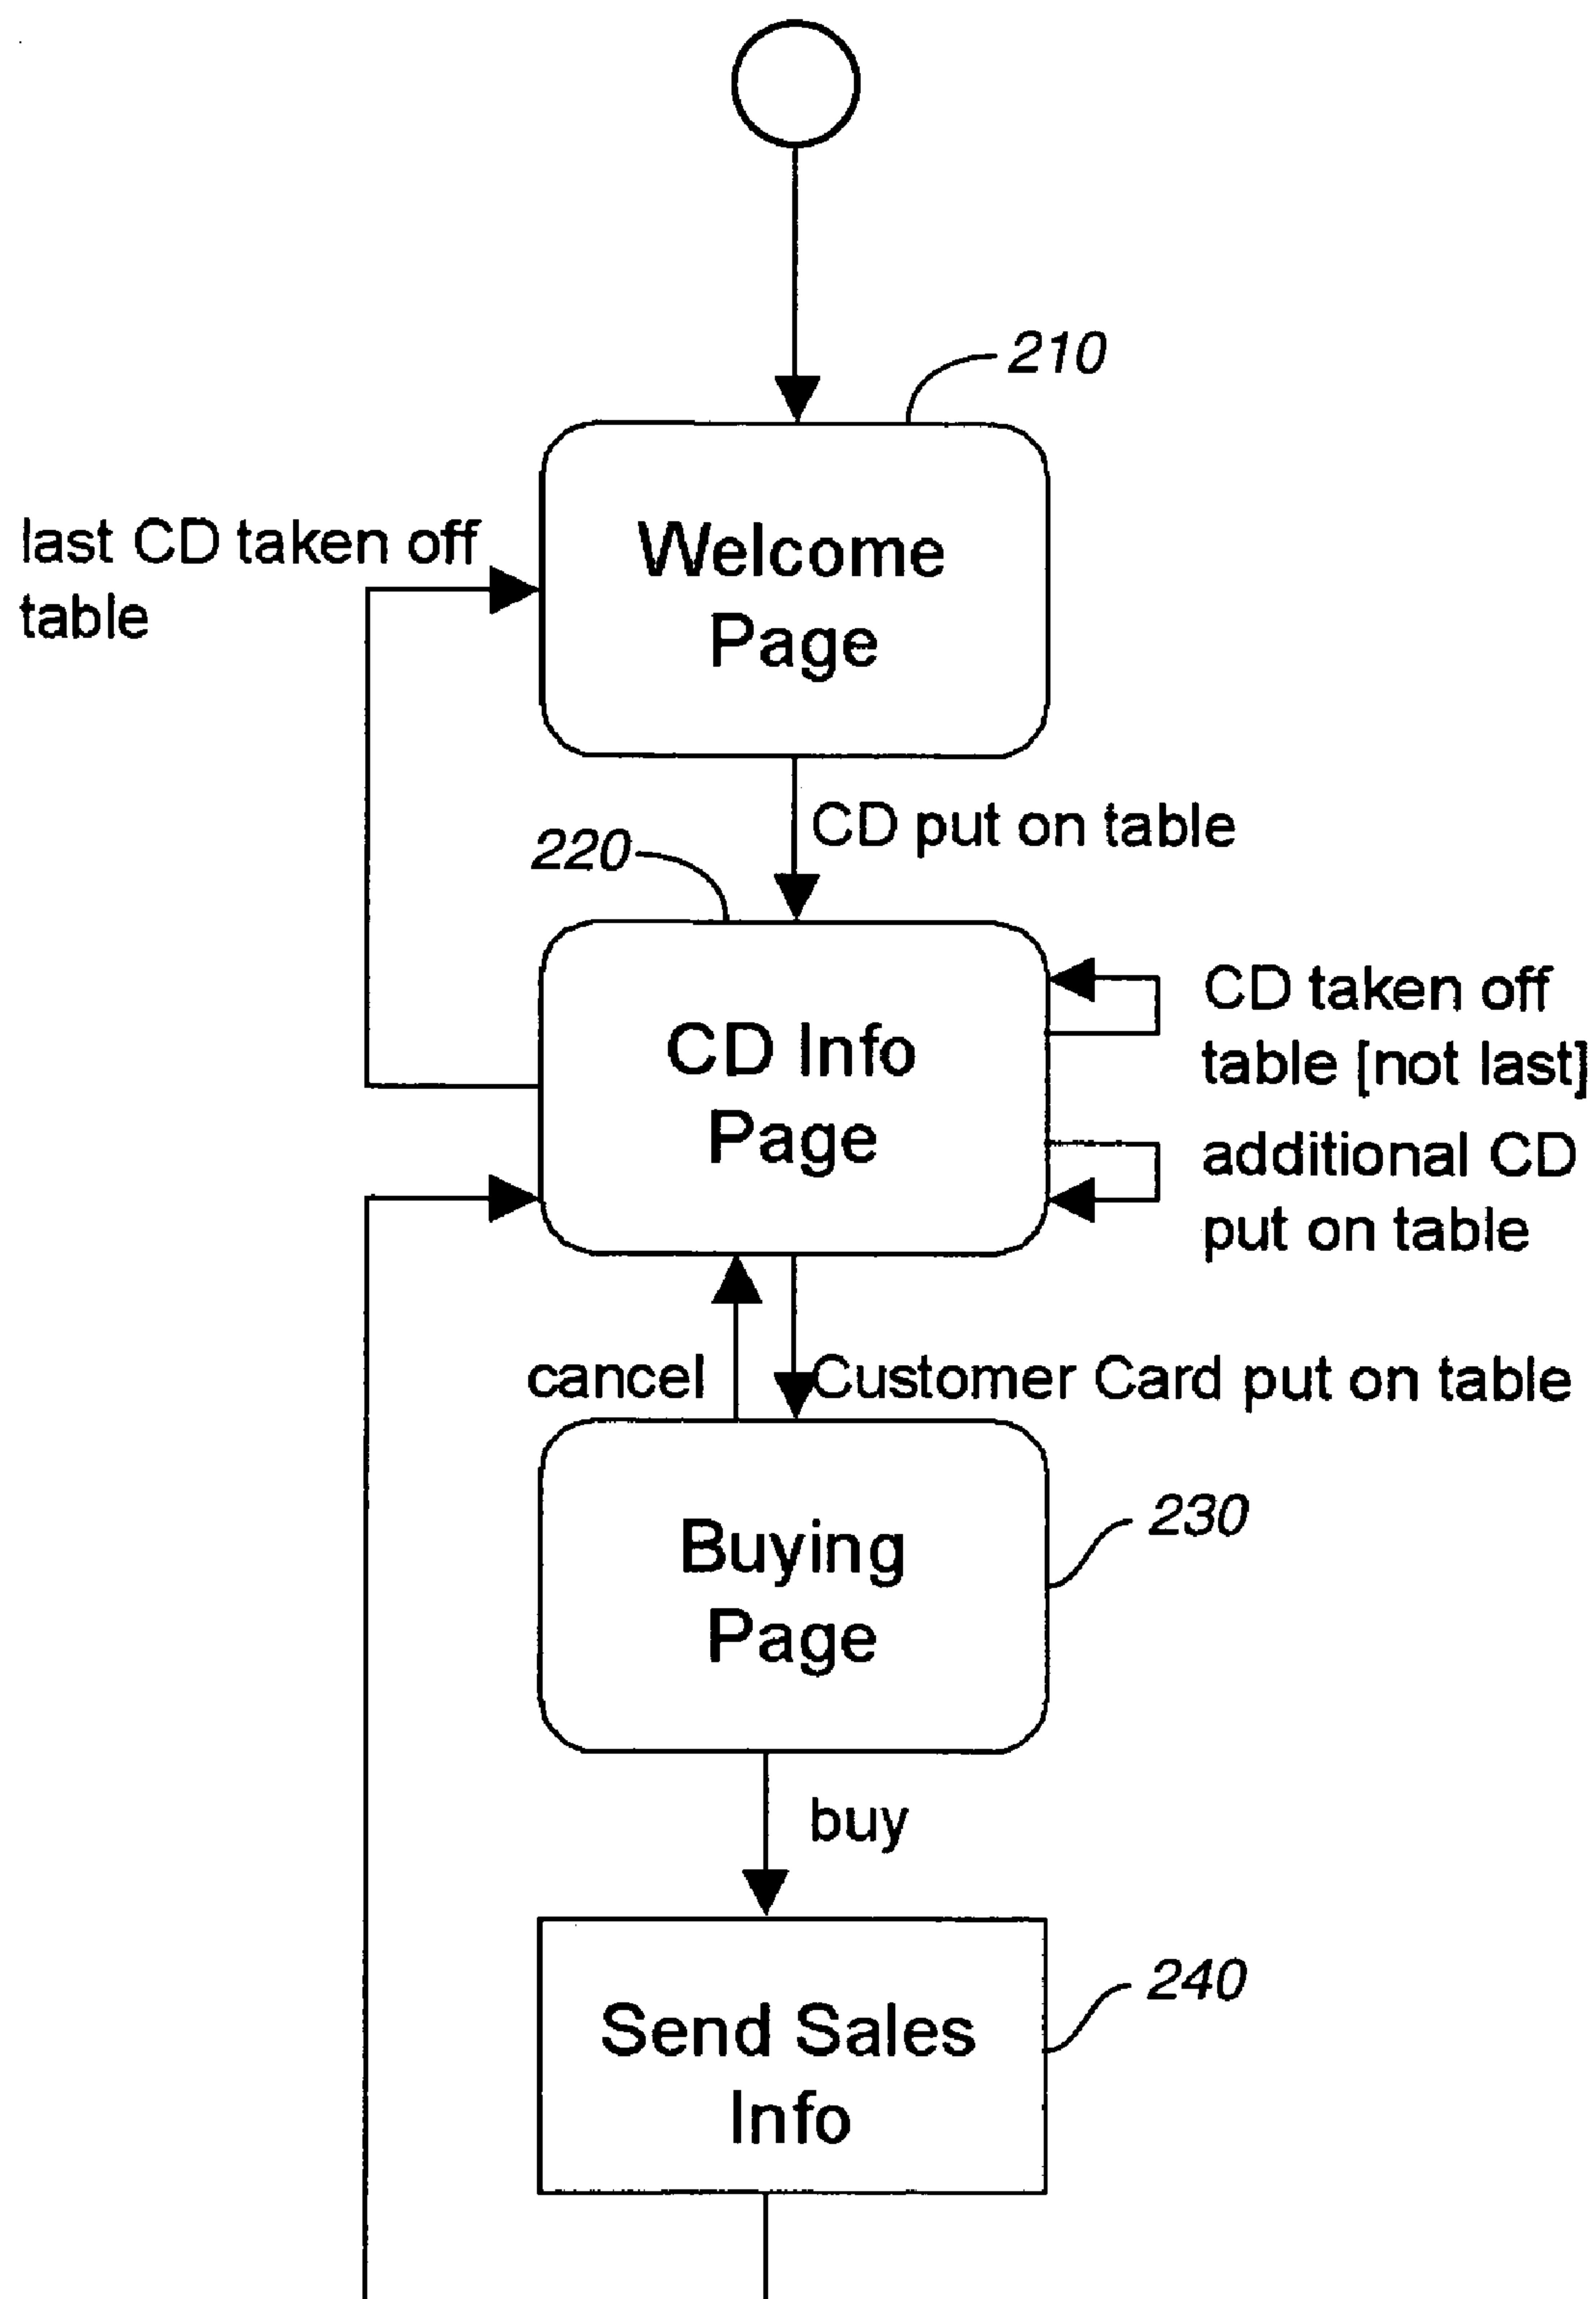 210
last CD taken off
table
Welcome
Page
CD put on table
220
CD Info
Page
CD taken off
table [not last]
additional CD
put on table
cancel
Customer Card put on table
Buying
Page
230
buy
Send Sales
Info
240